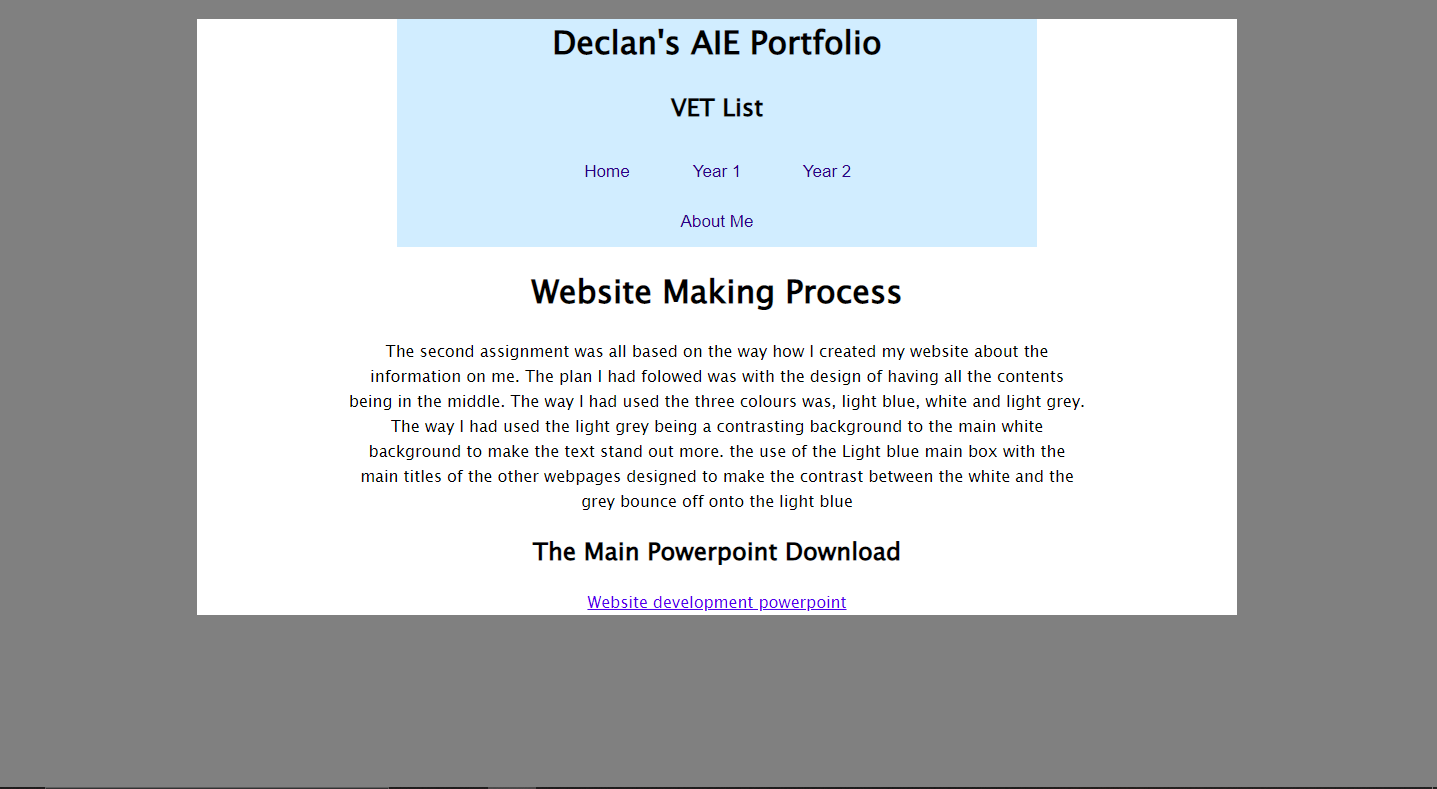 Declan's AIE Portfolio
VET List
Home Year 1 Year 2
About Me
Website Making Process
The second assignment was all based on the way how I created my website about the
information on me. The plan I had folowed was with the design of having all the contents
being in the middle. The way I had used the three colours was, light blue, white and light grey.
The way I had used the light grey being a contrasting background to the main white
background to make the text stand out more. the use of the Light blue main box with the
main titles of the other webpages designed to make the contrast between the white and the
grey bounce off onto the light blue
The Main Powerpoint Download
Website development powerpoint